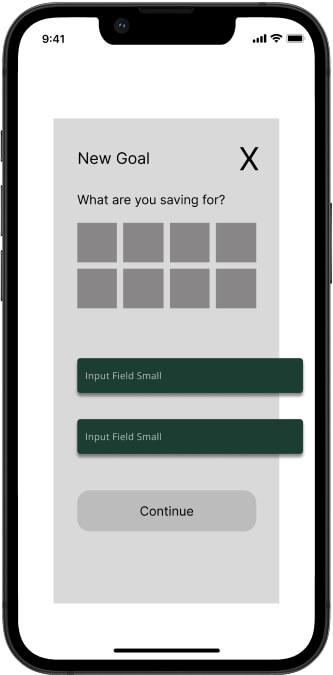 9:41
New Goal
X
What are you saving for?
Input Field Small
Input Field Small
Continue